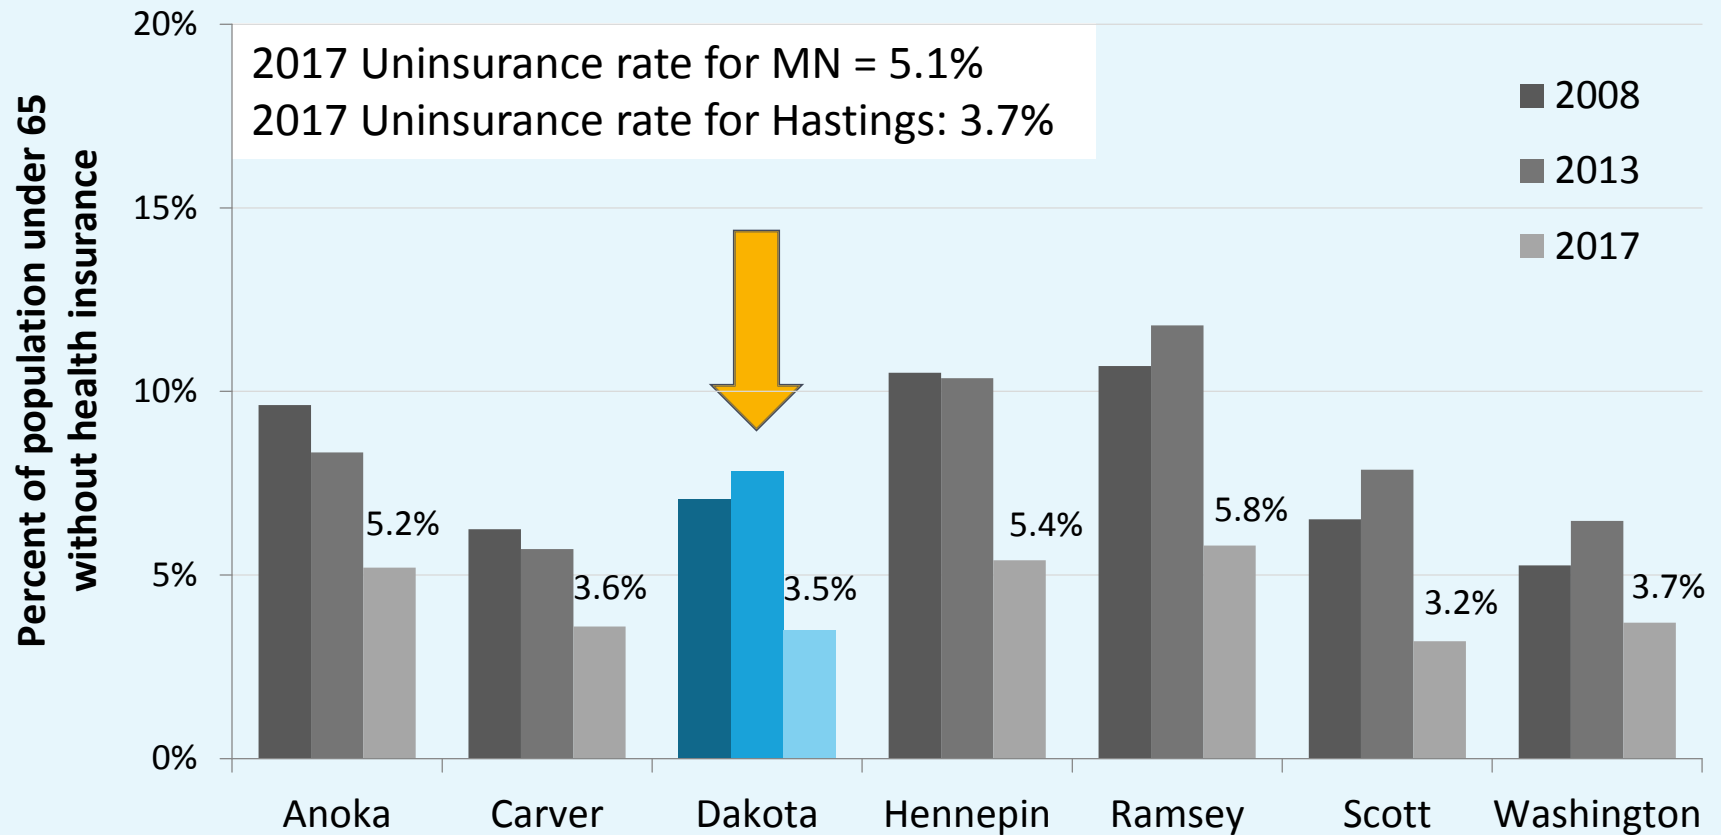 Percent of population under 65
without health insurance
20%
15%
10%
5%
0%
2017 Uninsurance rate for MN = 5.1%
2017 Uninsurance rate for Hastings: 3.7%
2008
2013
2017
5.2%
3.6%
3.5%
5.4%
5.8%
3.2%
3.7%
Anoka
Carver
Dakota
Hennepin
Ramsey
Scott
Washington